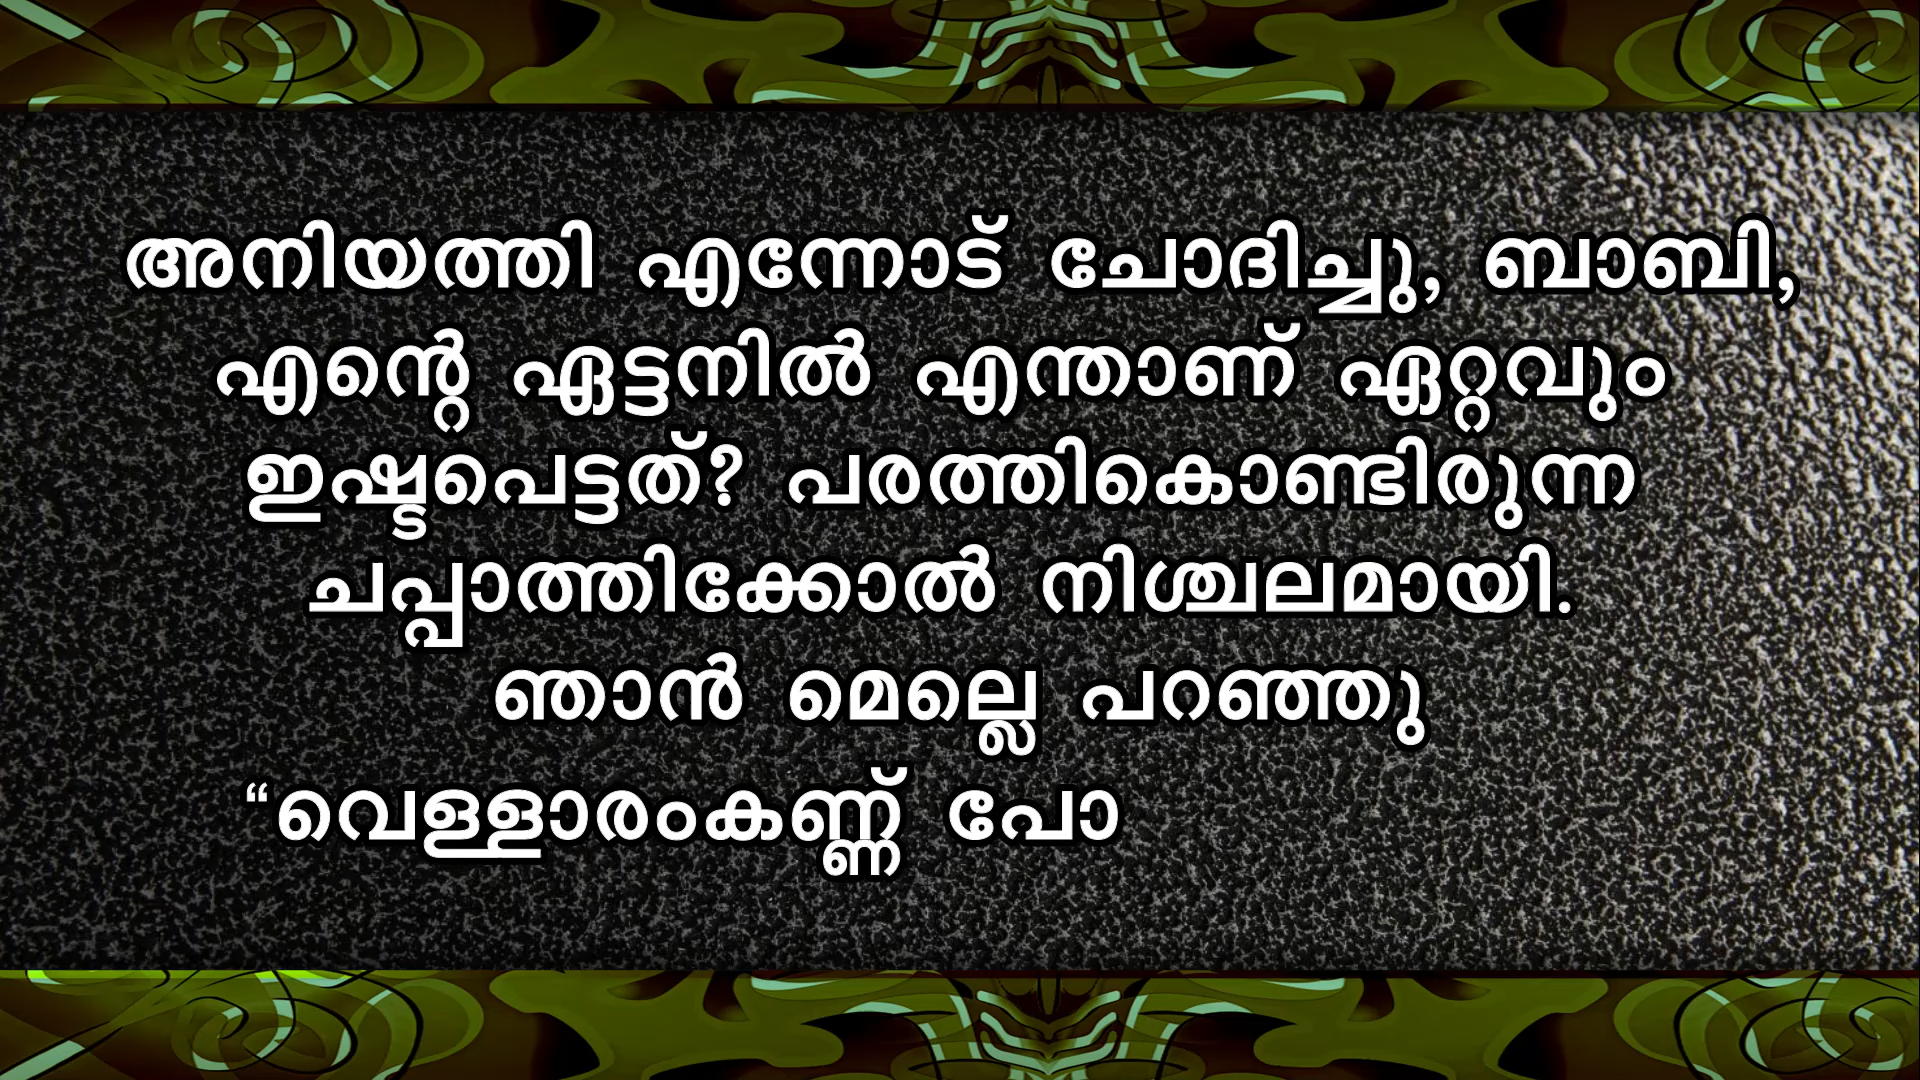 അനിയത്തി എന്നോട് ചോദിച്ചു, ബാബി,
എന്റെ ഏട്ടനിൽ എന്താണ് ഏറ്റവും
ഇഷ്ടപെട്ടത്? പരത്തികൊണ്ടിരുന്ന
ചപ്പാത്തിക്കോൽ നിശ്ചലമായി.
ഞാൻ മെല്ലെ പറഞ്ഞു
“വെള്ളാരംകണ്ണ് പോ